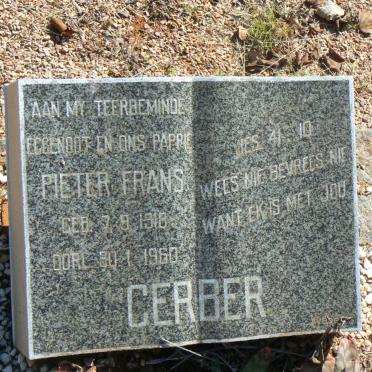 AAN MY TEERBEMINDE
EGGENOOT EN ONS PAPPIE
PIETER FRANS
GEB. 7.9.1918
OORL. 30.1.1960
JES. 41:10
WEES NIE BEVREES NIE
WANT EK IS MET JOU
GERBER